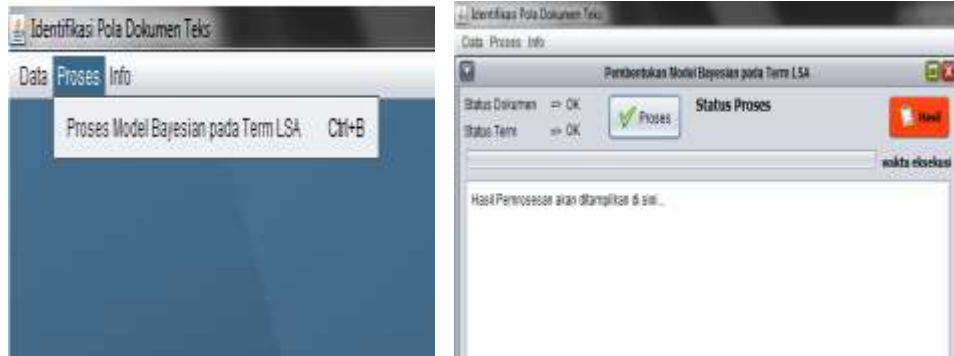 Identifikasi Pola Dokumen Teks
Data Proses Info
Proses Model Bayesian pada Term LSA Ctrl+B
Identifikasi Pola Dokumen Teks
Data Proses Info
Pembentukan Model Bayesian pada Term LSA
Status Dokumen => OK
Status Term => OK
Proses
Status Proses
Hasil
waktu eksekusi
Hasil Pemrosesan akan ditampilkan di sini...